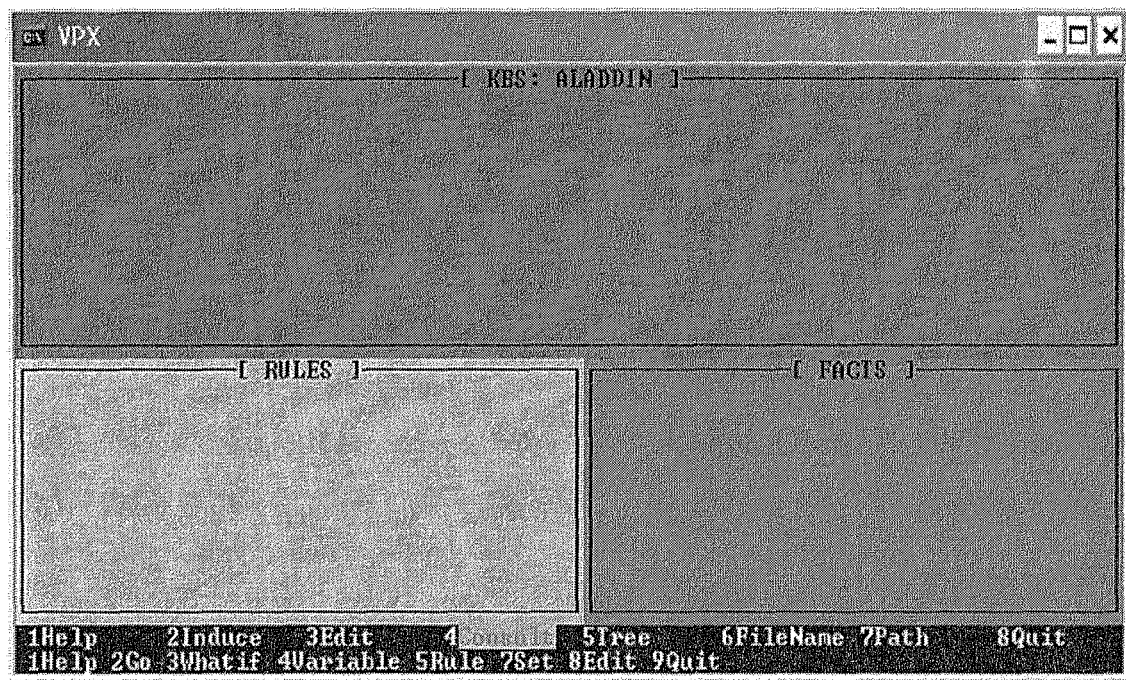 VPX
[ KBS: ALADDIN ]
[ RULES ]
[ FACTS ]
1Help 2Induce 3Edit 4Consult 5Tree 6FileName 7Path 8Quit
1Help 2Go 3Whatif 4Variable 5Rule 7Set 8Edit 9Quit